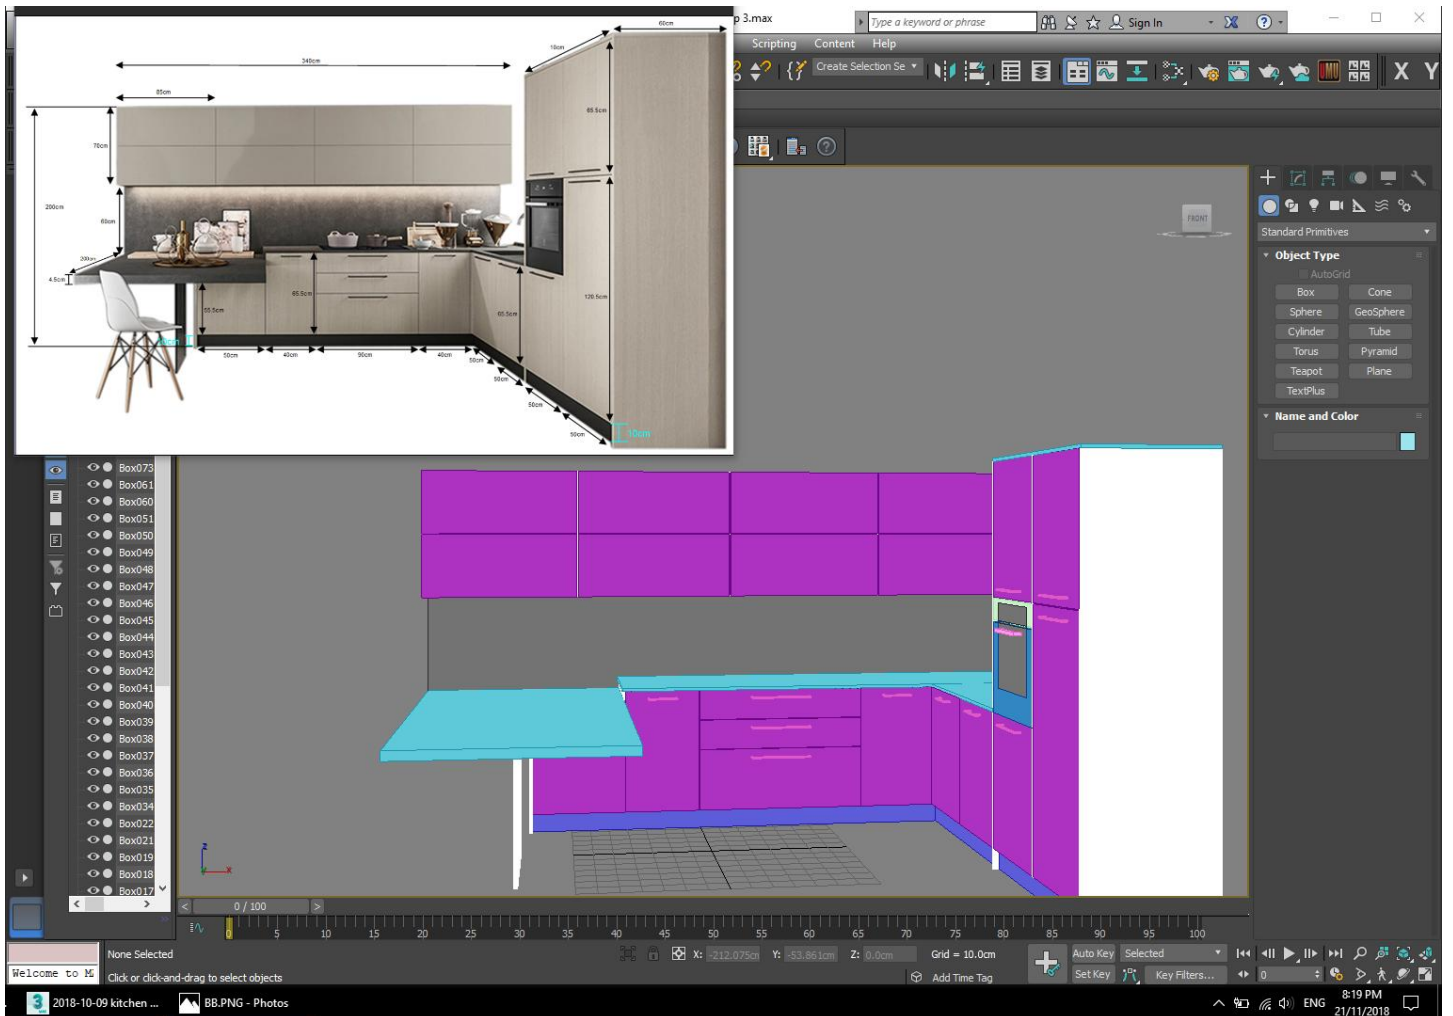 p 3.max
Type a keyword or phrase
Sign In
Scripting Content Help
Create Selection Se
X Y
60cm
10cm
340cm
85cm
65.5cm
70cm
200cm
60cm
200cm
4.5cm
65.5cm
120.5cm
55.5cm
65.5cm
50cm
40cm
90cm
40cm
50cm
50cm
50cm
50cm
10cm
FRONT
Standard Primitives
Object Type
AutoGrid
Box Cone
Sphere GeoSphere
Cylinder Tube
Torus Pyramid
Teapot Plane
TextPlus
Name and Color
Box073
Box061
Box060
Box051
Box050
Box049
Box048
Box047
Box046
Box045
Box044
Box043
Box042
Box041
Box040
Box039
Box038
Box037
Box036
Box035
Box034
Box022
Box021
Box019
Box018
Box017
z
x
0 / 100
0 5 10 15 20 25 30 35 40 45 50 55 60 65 70 75 80 85 90 95 100
None Selected
X: -212.075cm Y: -53.861cm Z: 0.0cm Grid = 10.0cm
Auto Key Selected
Welcome to M
Click or click-and-drag to select objects
Add Time Tag
Set Key Key Filters...
0
2018-10-09 kitchen ...
BB.PNG - Photos
ENG
8:19 PM
21/11/2018